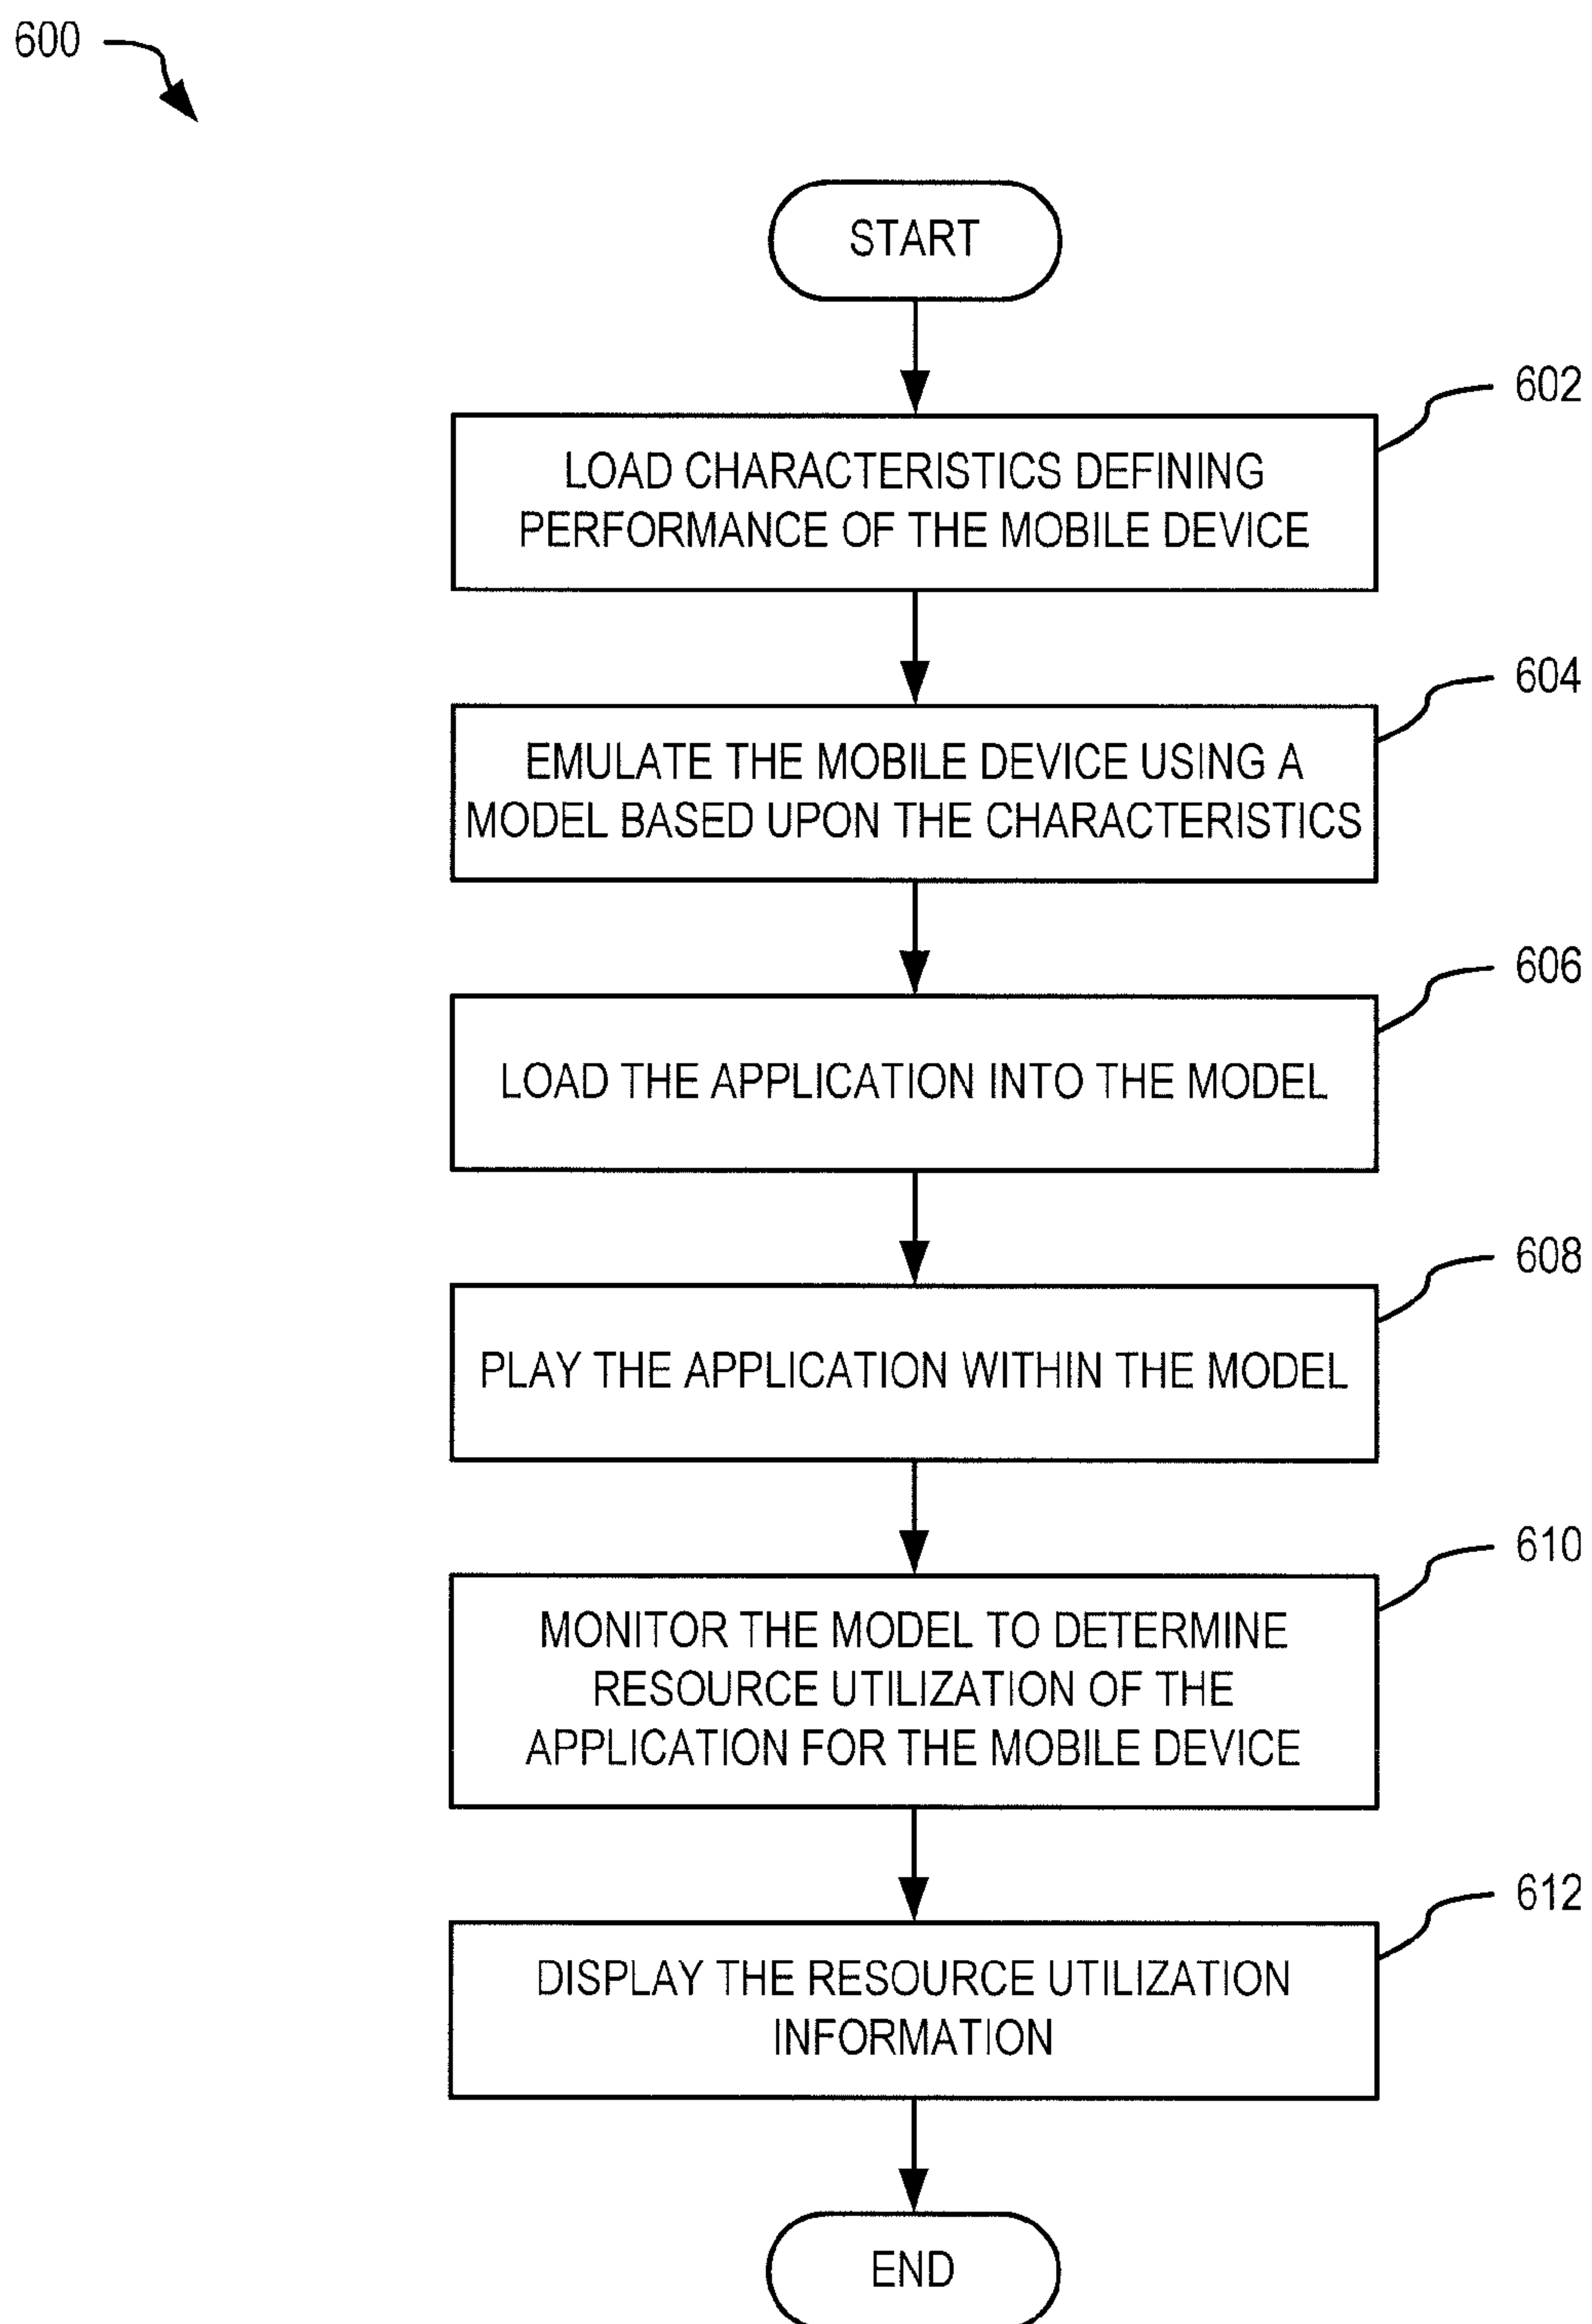 600
START
602
LOAD CHARACTERISTICS DEFINING
PERFORMANCE OF THE MOBILE DEVICE
604
EMULATE THE MOBILE DEVICE USING A
MODEL BASED UPON THE CHARACTERISTICS
606
LOAD THE APPLICATION INTO THE MODEL
608
PLAY THE APPLICATION WITHIN THE MODEL
610
MONITOR THE MODEL TO DETERMINE
RESOURCE UTILIZATION OF THE
APPLICATION FOR THE MOBILE DEVICE
612
DISPLAY THE RESOURCE UTILIZATION
INFORMATION
END